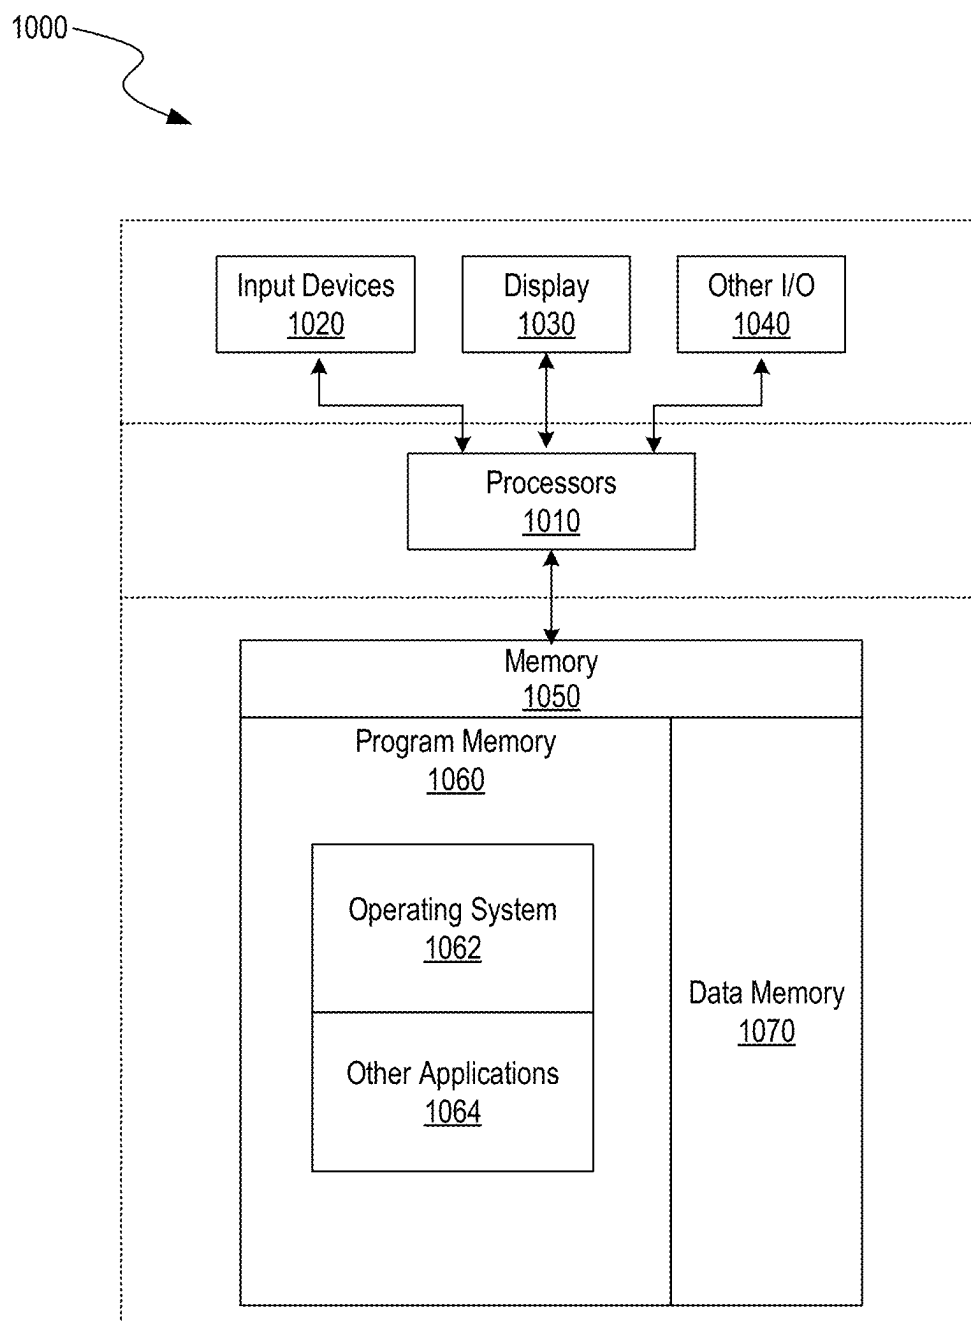 1000
Input Devices
1020
Display
1030
Other I/O
1040
Processors
1010
Memory
1050
Program Memory
1060
Operating System
1062
Other Applications
1064
Data Memory
1070